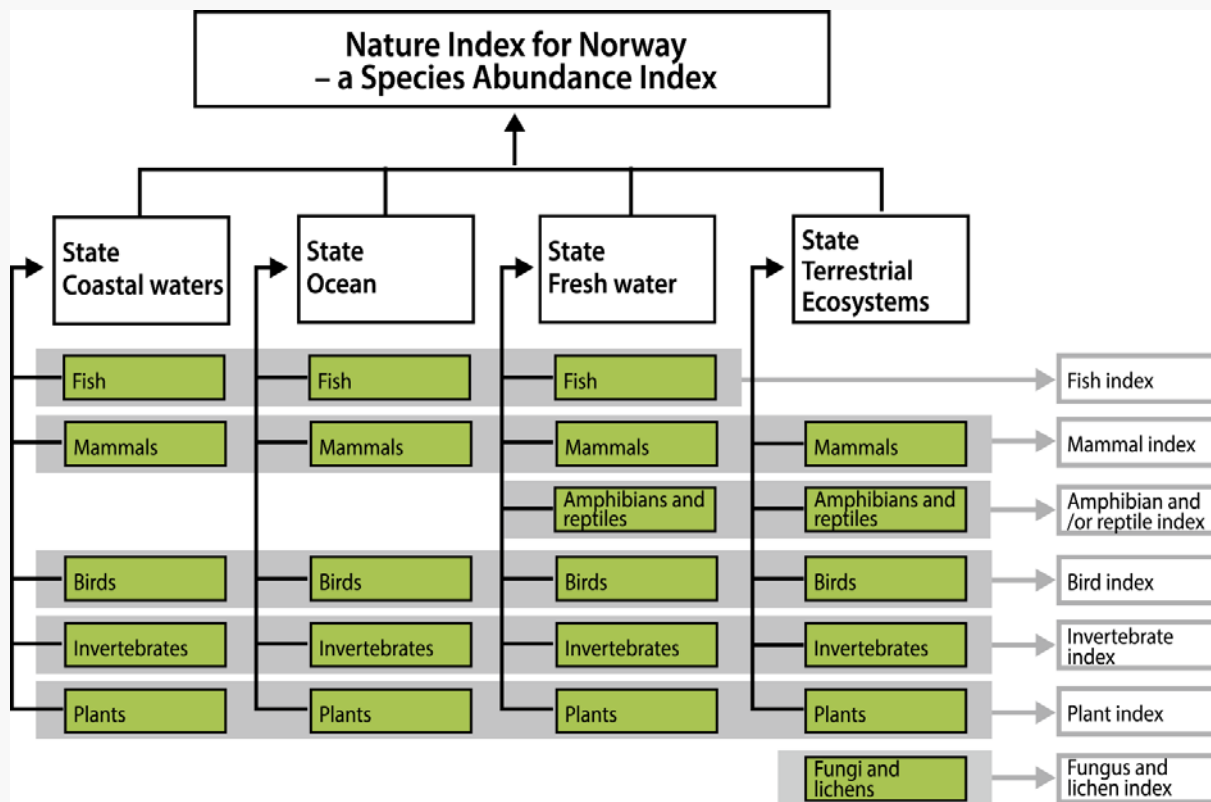 Nature Index for Norway
– a Species Abundance Index
State
Coastal waters
State
Ocean
State
Fresh water
State
Terrestrial
Ecosystems
Fish
Fish
Fish
Fish index
Mammals
Mammals
Mammals
Mammals
Mammal index
Amphibians and
reptiles
Amphibians and
reptiles
Amphibian and
/or reptile index
Birds
Birds
Birds
Birds
Bird index
Invertebrates
Invertebrates
Invertebrates
Invertebrates
Invertebrate
index
Plants
Plants
Plants
Plants
Plant index
Fungi and
lichens
Fungus and
lichen index